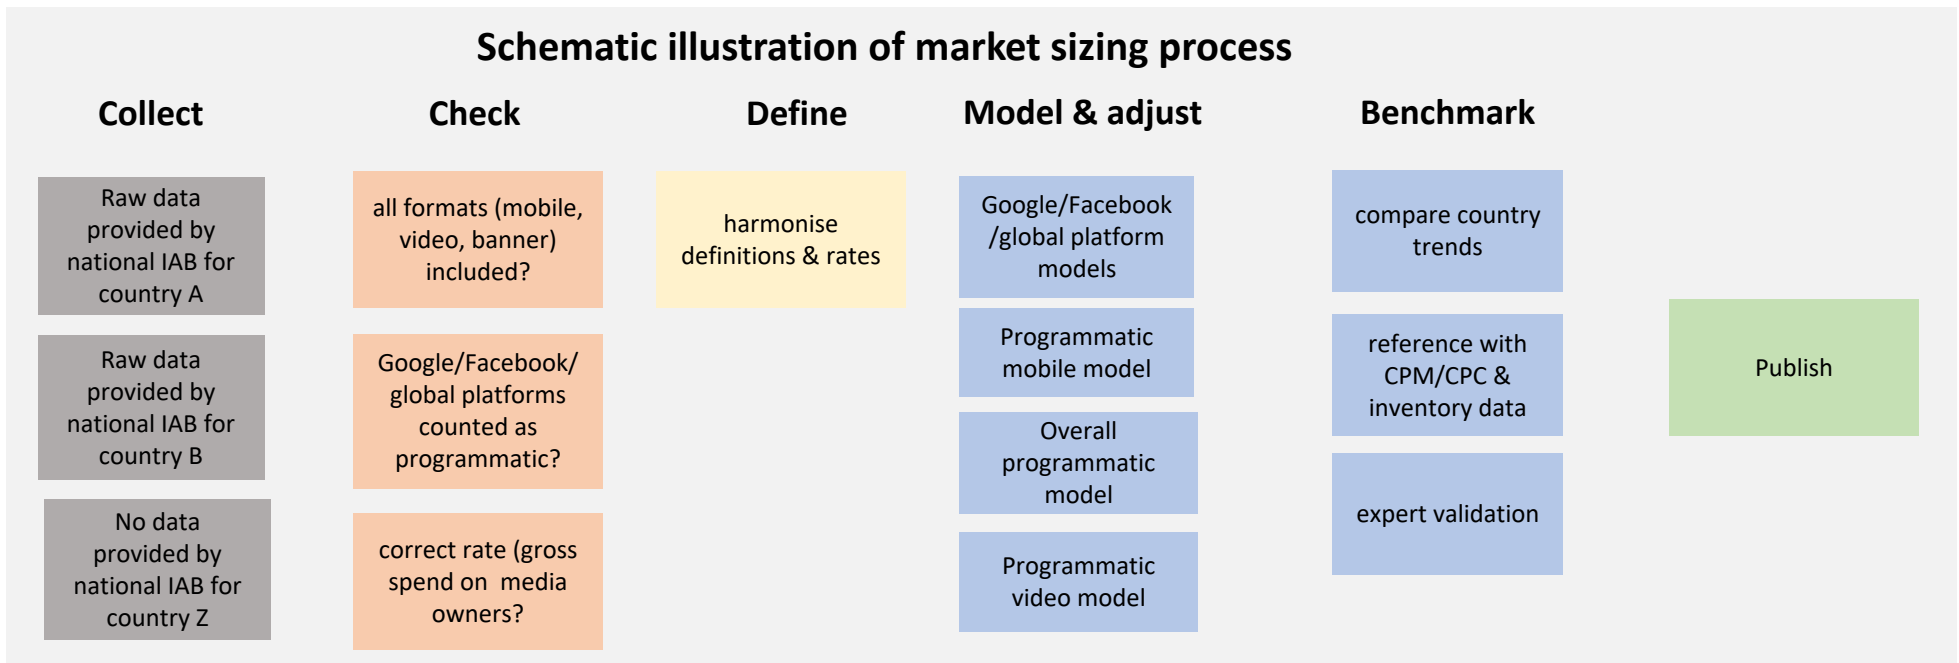 Schematic illustration of market sizing process
Collect
Check
Define
Model & adjust
Benchmark
Raw data
provided by
national IAB for
country A
Raw data
provided by
national IAB for
country B
No data
provided by
national IAB for
country Z
all formats (mobile,
video, banner)
included?
Google/Facebook/
global platforms
counted as
programmatic?
correct rate (gross
spend on  media
owners?
harmonise
definitions & rates
Google/Facebook
/global platform
models
Programmatic
mobile model
Overall
programmatic
model
Programmatic
video model
compare country
trends
reference with
CPM/CPC &
inventory data
expert validation
Publish